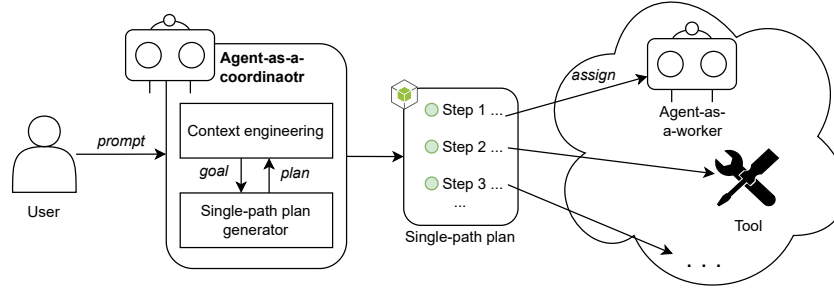 Agent-as-a-
coordinaotr
prompt
User
Context engineering
goal
plan
Single-path plan
generator
Step 1 ...
Step 2 ...
Step 3 ...
...
Single-path plan
assign
Agent-as-
a-worker
Tool
. . .